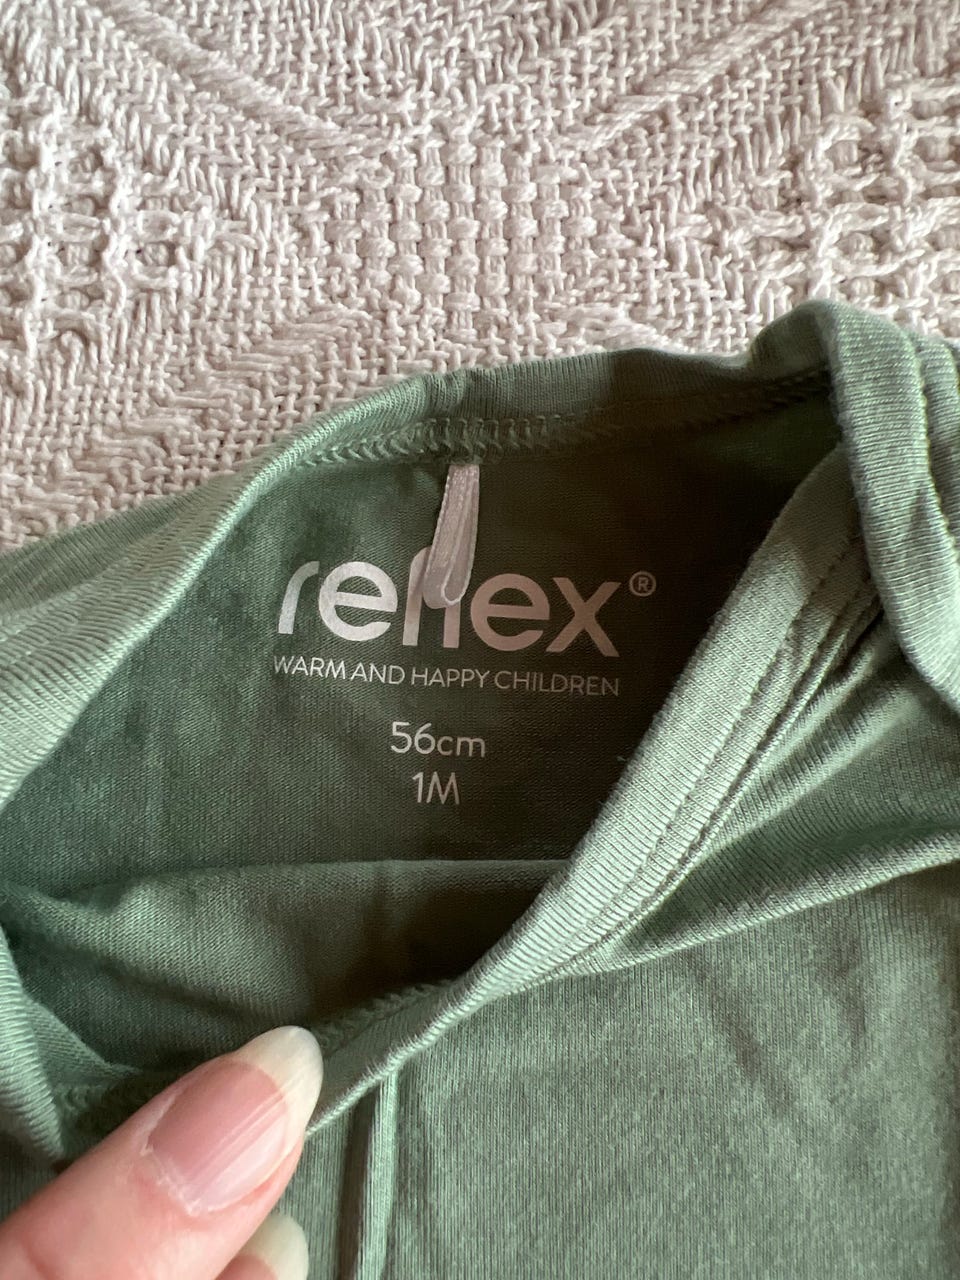 reflex®
WARM AND HAPPY CHILDREN
56cm
1M